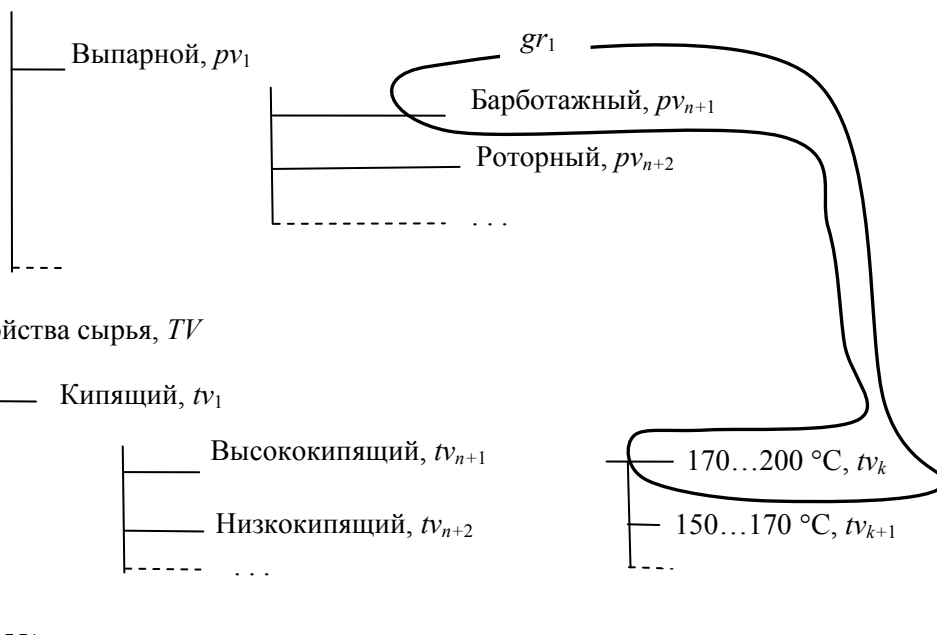 gr1
Выпарной, pv1
Барботажный, pvn+1
Роторный, pvn+2
. . .
сырья, TV
Кипящий, tv1
Высококипящий, tvn+1
170…200 °C, tvk
Низкокипящий, tvn+2
150…170 °C, tvk+1
. . .